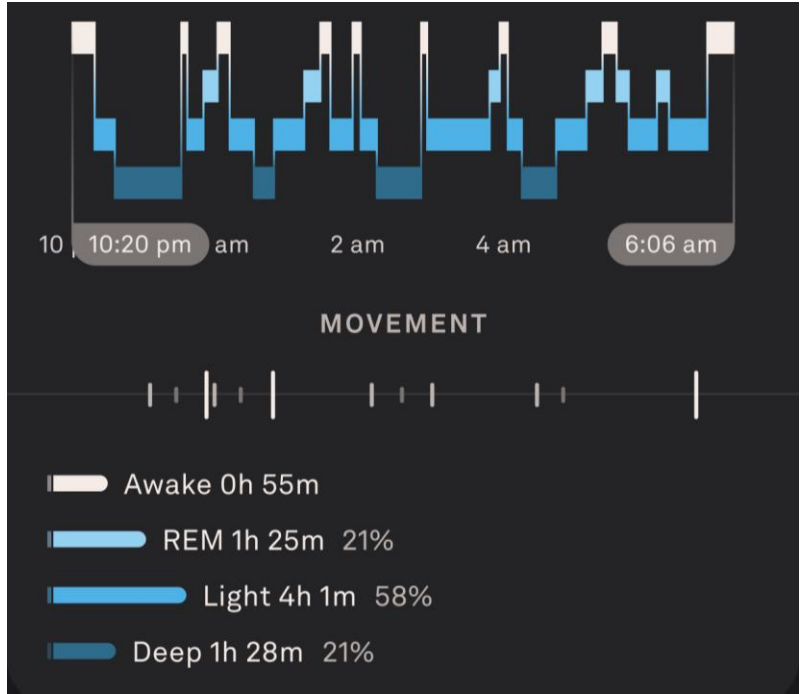 10 10:20 pm am 2 am 4 am 6:06 am
MOVEMENT
Awake 0h 55m
REM 1h 25m 21%
Light 4h 1m 58%
Deep 1h 28m 21%